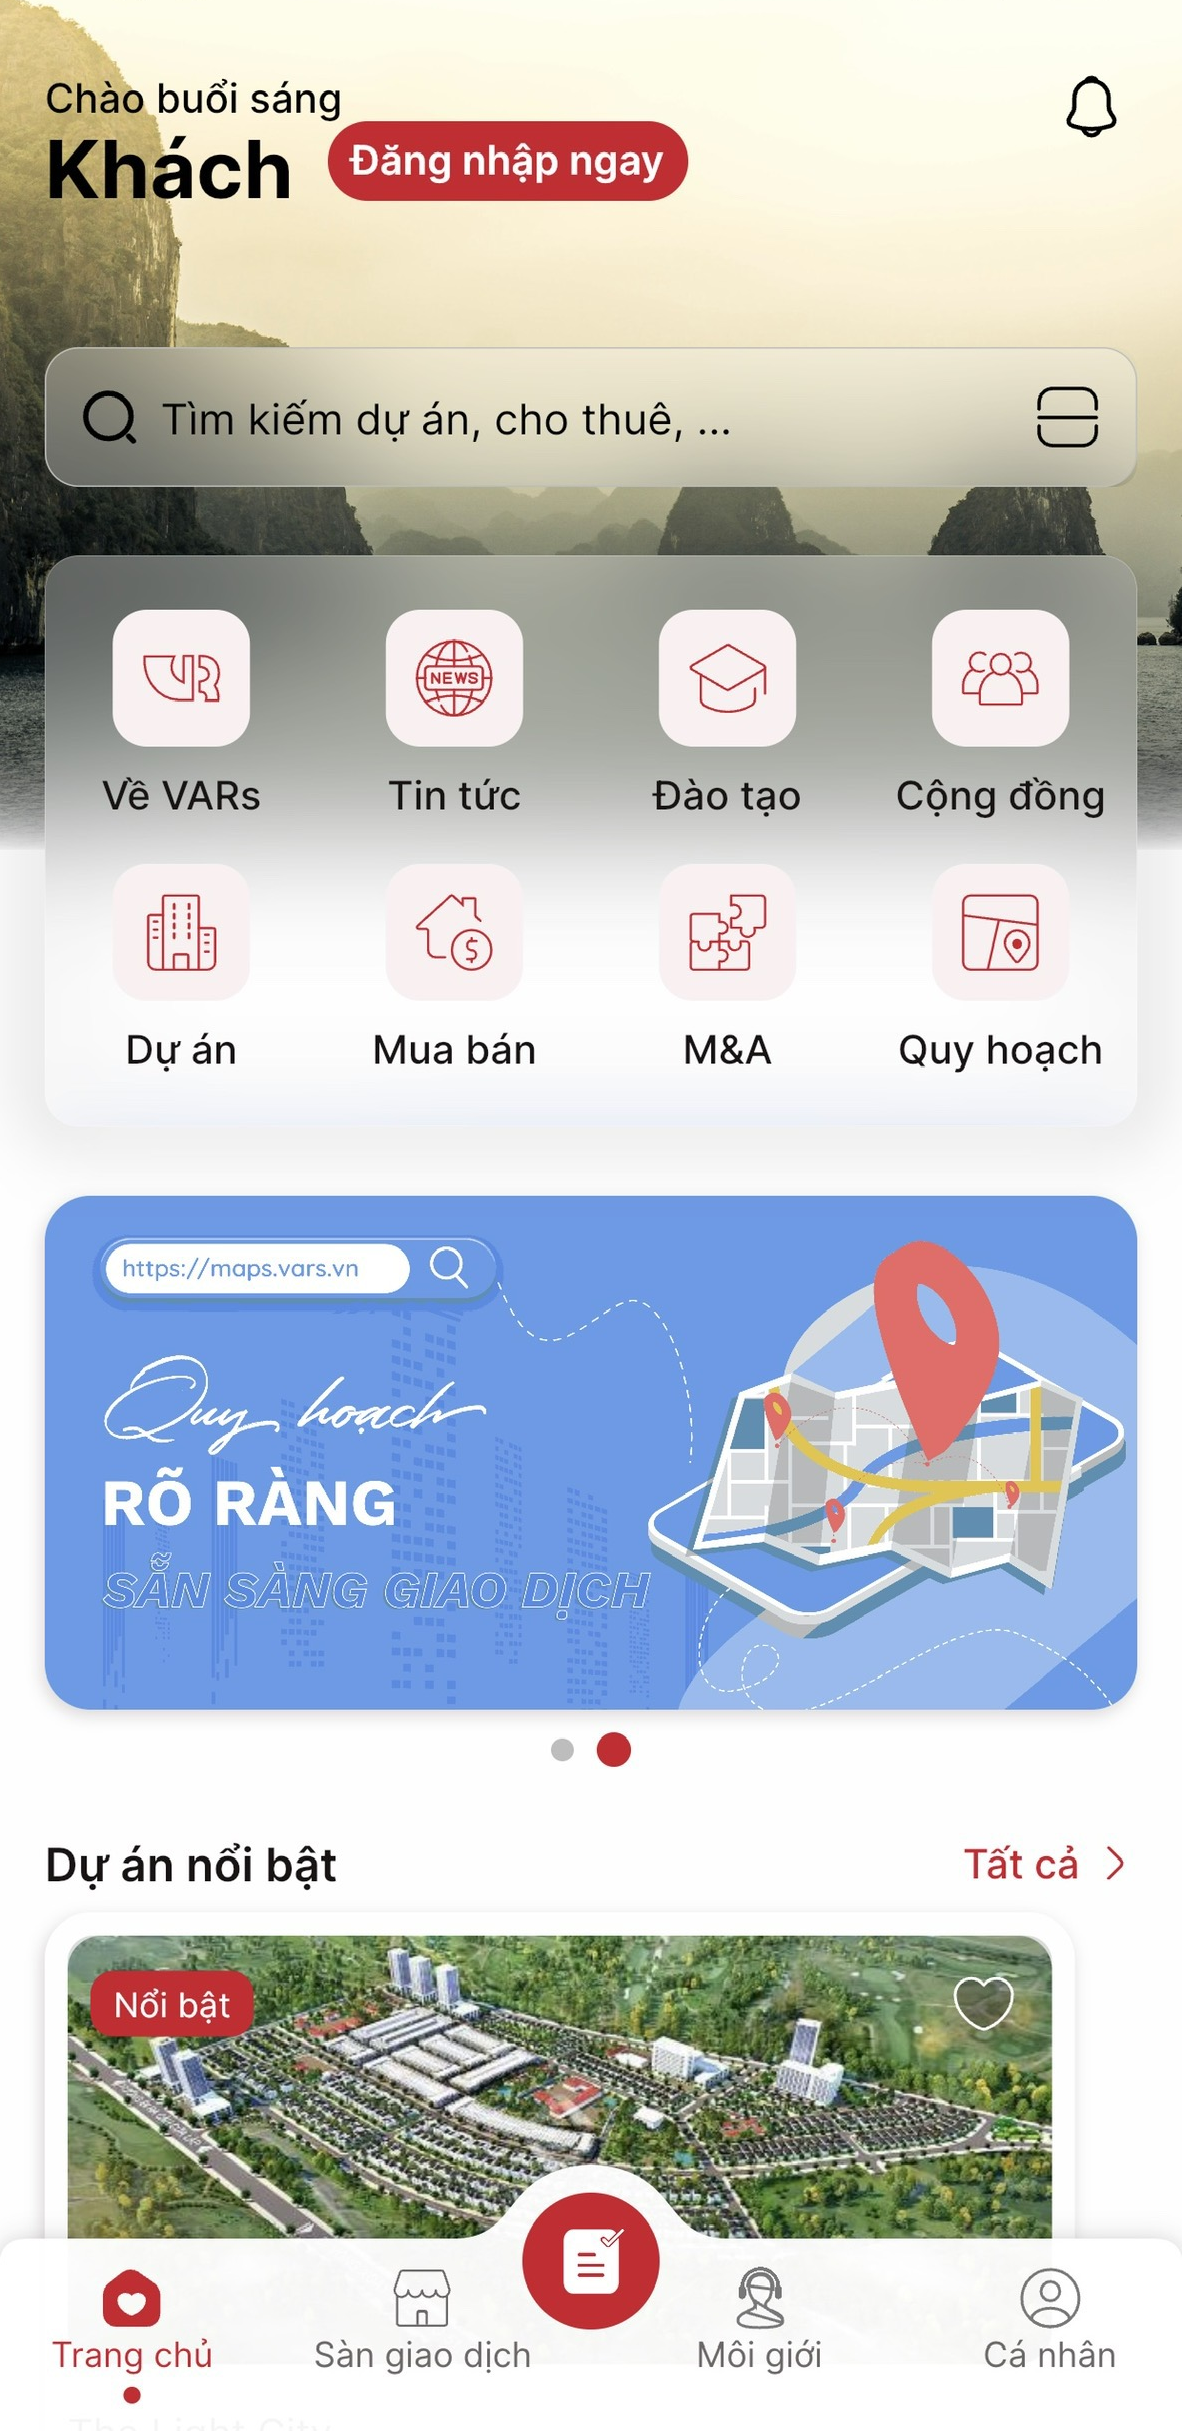 Chào buổi sáng
Khách
Đăng nhập ngay
Tìm kiếm dự án, cho thuê, ...
NEWS
Về VARs
Tin tức
Đào tạo
Cộng đồng
Dự án
Mua bán
M&A
Quy hoạch
https://maps.vars.vn
Quy hoạch
RÕ RÀNG
SẴN SÀNG GIAO DỊCH
Dự án nổi bật
Tất cả
Nổi bật
Trang chủ
Sàn giao dịch
Môi giới
Cá nhân
The Light City